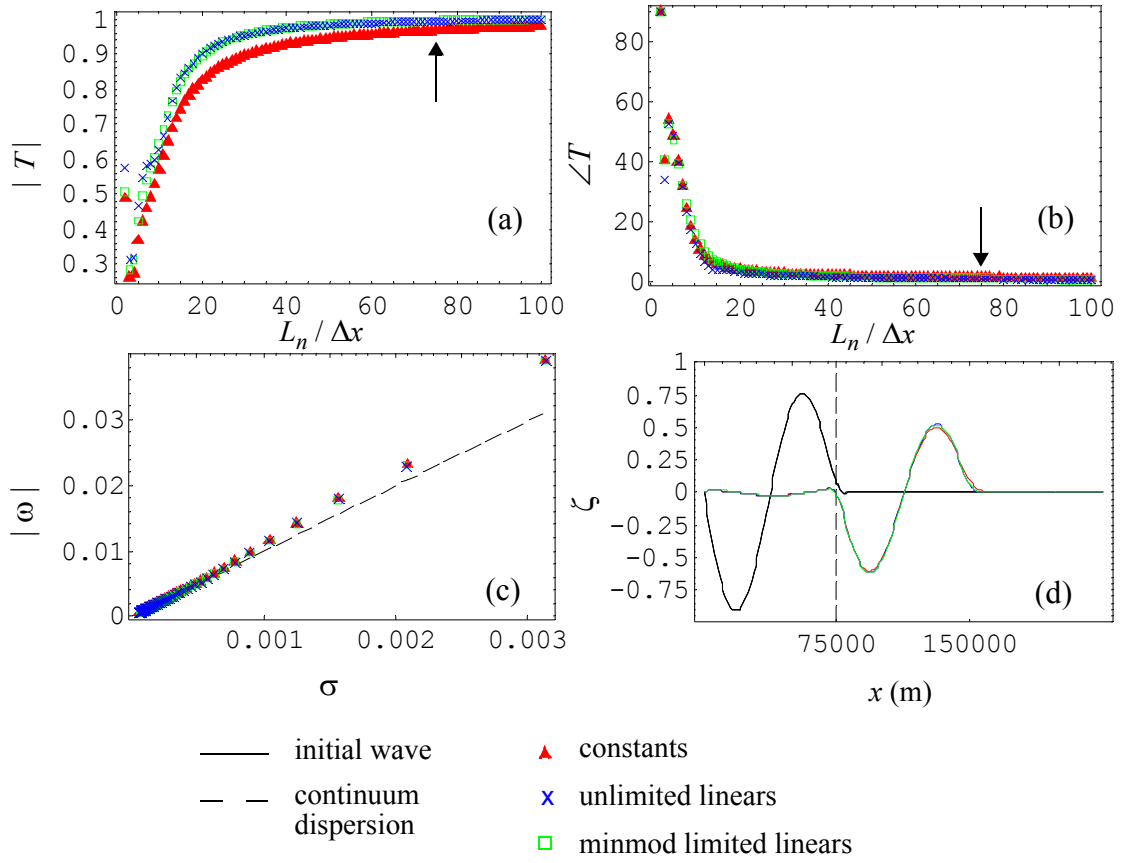 1
0.9
0.8
0.7
0.6
0.5
0.4
0.3
| T |
(a)
0 20 40 60 80 100
L_n / Δx
80
60
40
20
0
∠T
(b)
0 20 40 60 80 100
L_n / Δx
0.03
0.02
0.01
0
| ω |
(c)
0.001 0.002 0.003
σ
1
0.75
0.5
0.25
0
-0.25
-0.5
-0.75
ζ
(d)
75000 150000
x (m)
initial wave
continuum
dispersion
constants
unlimited linears
minmod limited linears